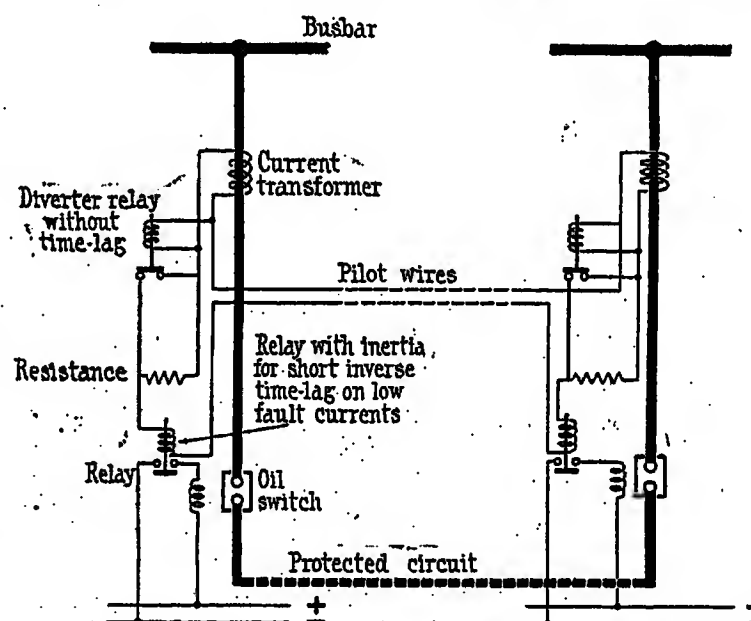 Busbar
Current
transformer
Diverter relay
without
time-lag
Pilot wires
Resistance
Relay with inertia
for short inverse
time-lag on low
fault currents
Relay
Oil
switch
Protected circuit
+